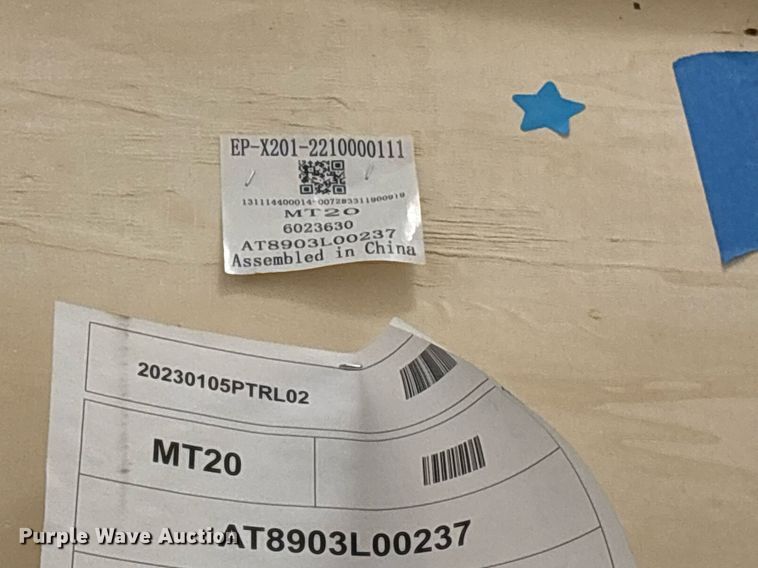 EP-X201-2210000111
131114400014-007283311900919
MT20
6023630
AT8903L00237
Assembled in China
20230105PTRL02
MT20
AT8903L00237
Purple Wave Auction